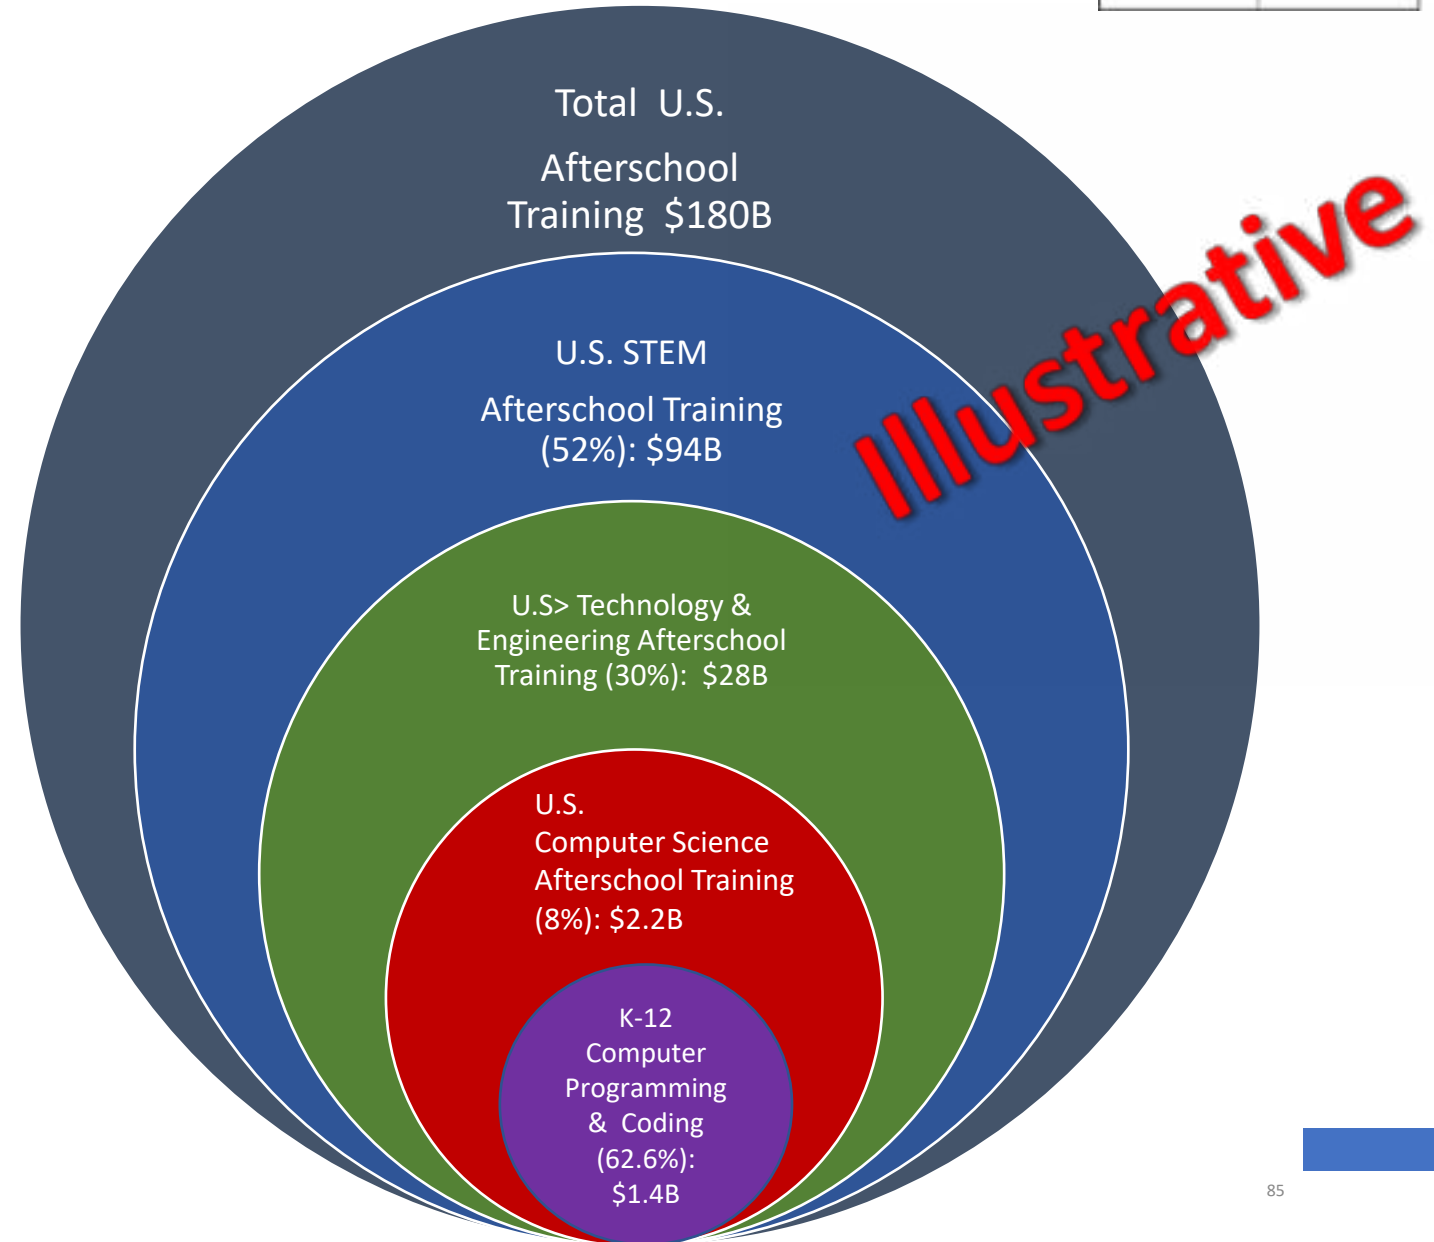 Total U.S.
Afterschool
Training $180B
Illustrative
U.S. STEM
Afterschool Training
(52%): $94B
U.S> Technology &
Engineering Afterschool
Training (30%): $28B
U.S.
Computer Science
Afterschool Training
(8%): $2.2B
K-12
Computer
Programming
& Coding
(62.6%):
$1.4B
85